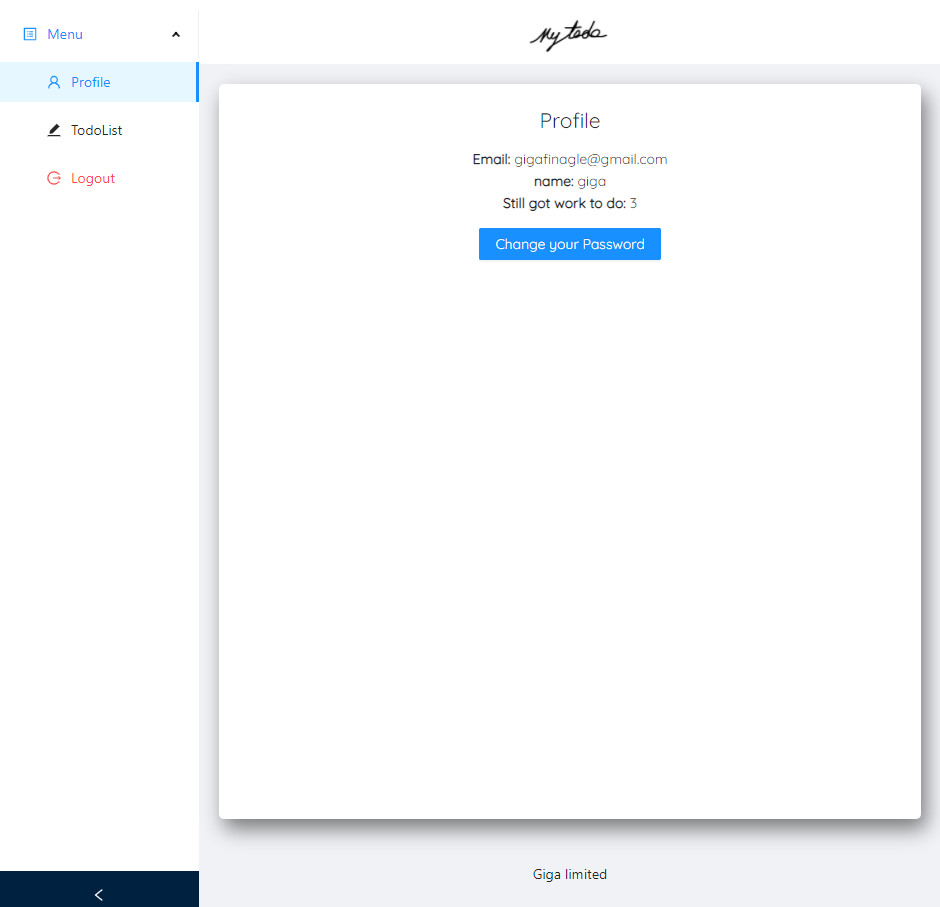 Menu
Profile
TodoList
Logout
My todo
Profile
Email: gigafinagle@gmail.com
name: giga
Still got work to do: 3
Change your Password
Giga limited